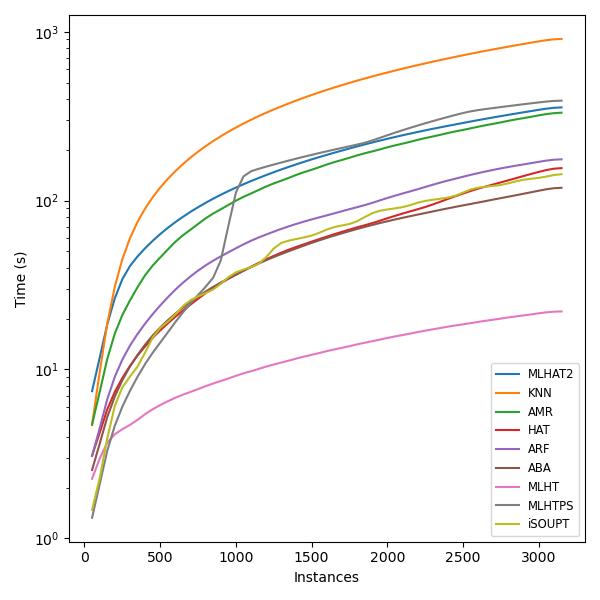 10³
10²
10¹
10⁰
Time (s)
0 500 1000 1500 2000 2500 3000
Instances
MLHAT2
KNN
AMR
HAT
ARF
ABA
MLHT
MLHTPS
iSOUPT